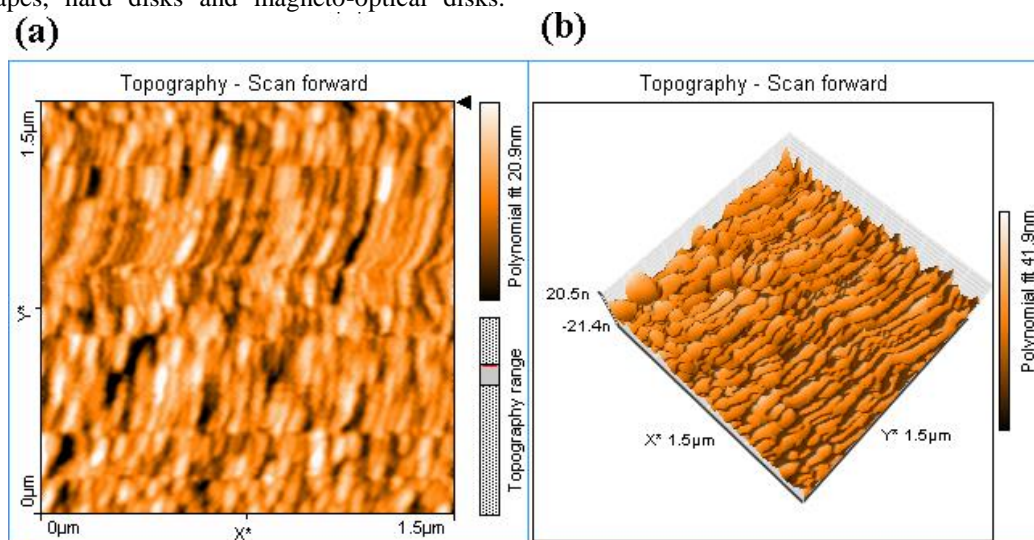 apes, hard disks and magneto-optical disks.
(a)
(b)
Topography - Scan forward
1.5µm
Y*
0µm
0µm
X*
1.5µm
Polynomial fit 20.9nm
Topography range
Topography - Scan forward
20.5n
-21.4n
X* 1.5µm
Y* 1.5µm
Polynomial fit 41.9nm